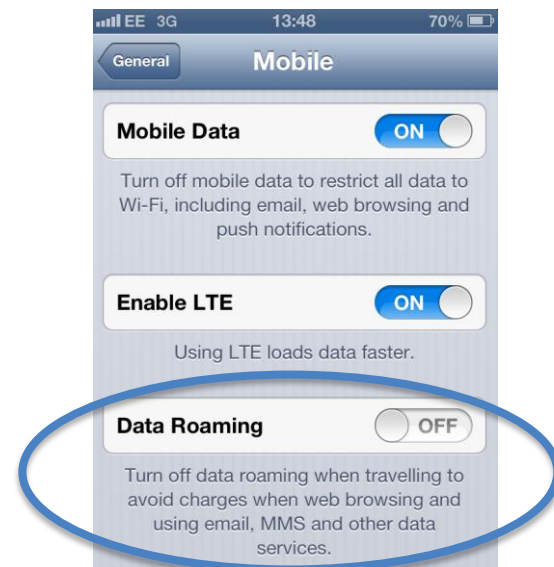 EE 3G 13:48 70%
General Mobile
Mobile Data ON
Turn off mobile data to restrict all data to
Wi-Fi, including email, web browsing and
push notifications.
Enable LTE ON
Using LTE loads data faster.
Data Roaming OFF
Turn off data roaming when travelling to
avoid charges when web browsing and
using email, MMS and other data
services.